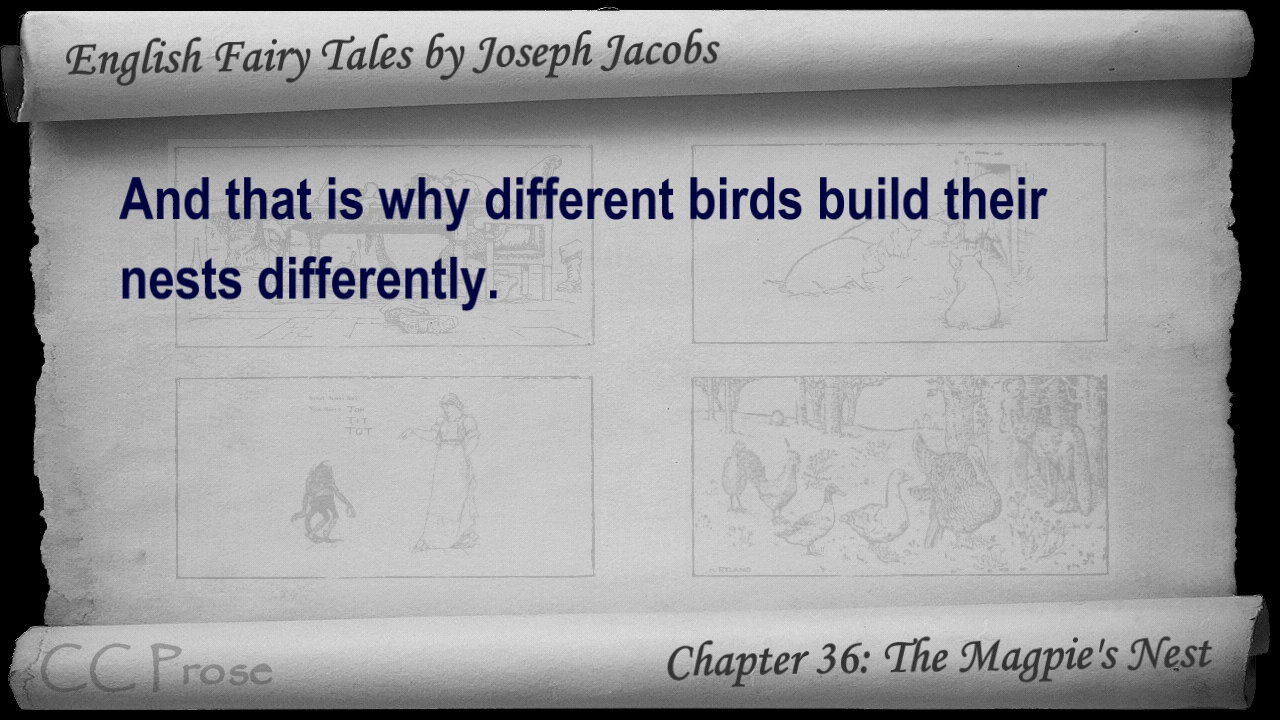 English Fairy Tales by Joseph Jacobs
And that is why different birds build their
nests differently.
TOT
CC Prose
Chapter 36: The Magpie's Nest